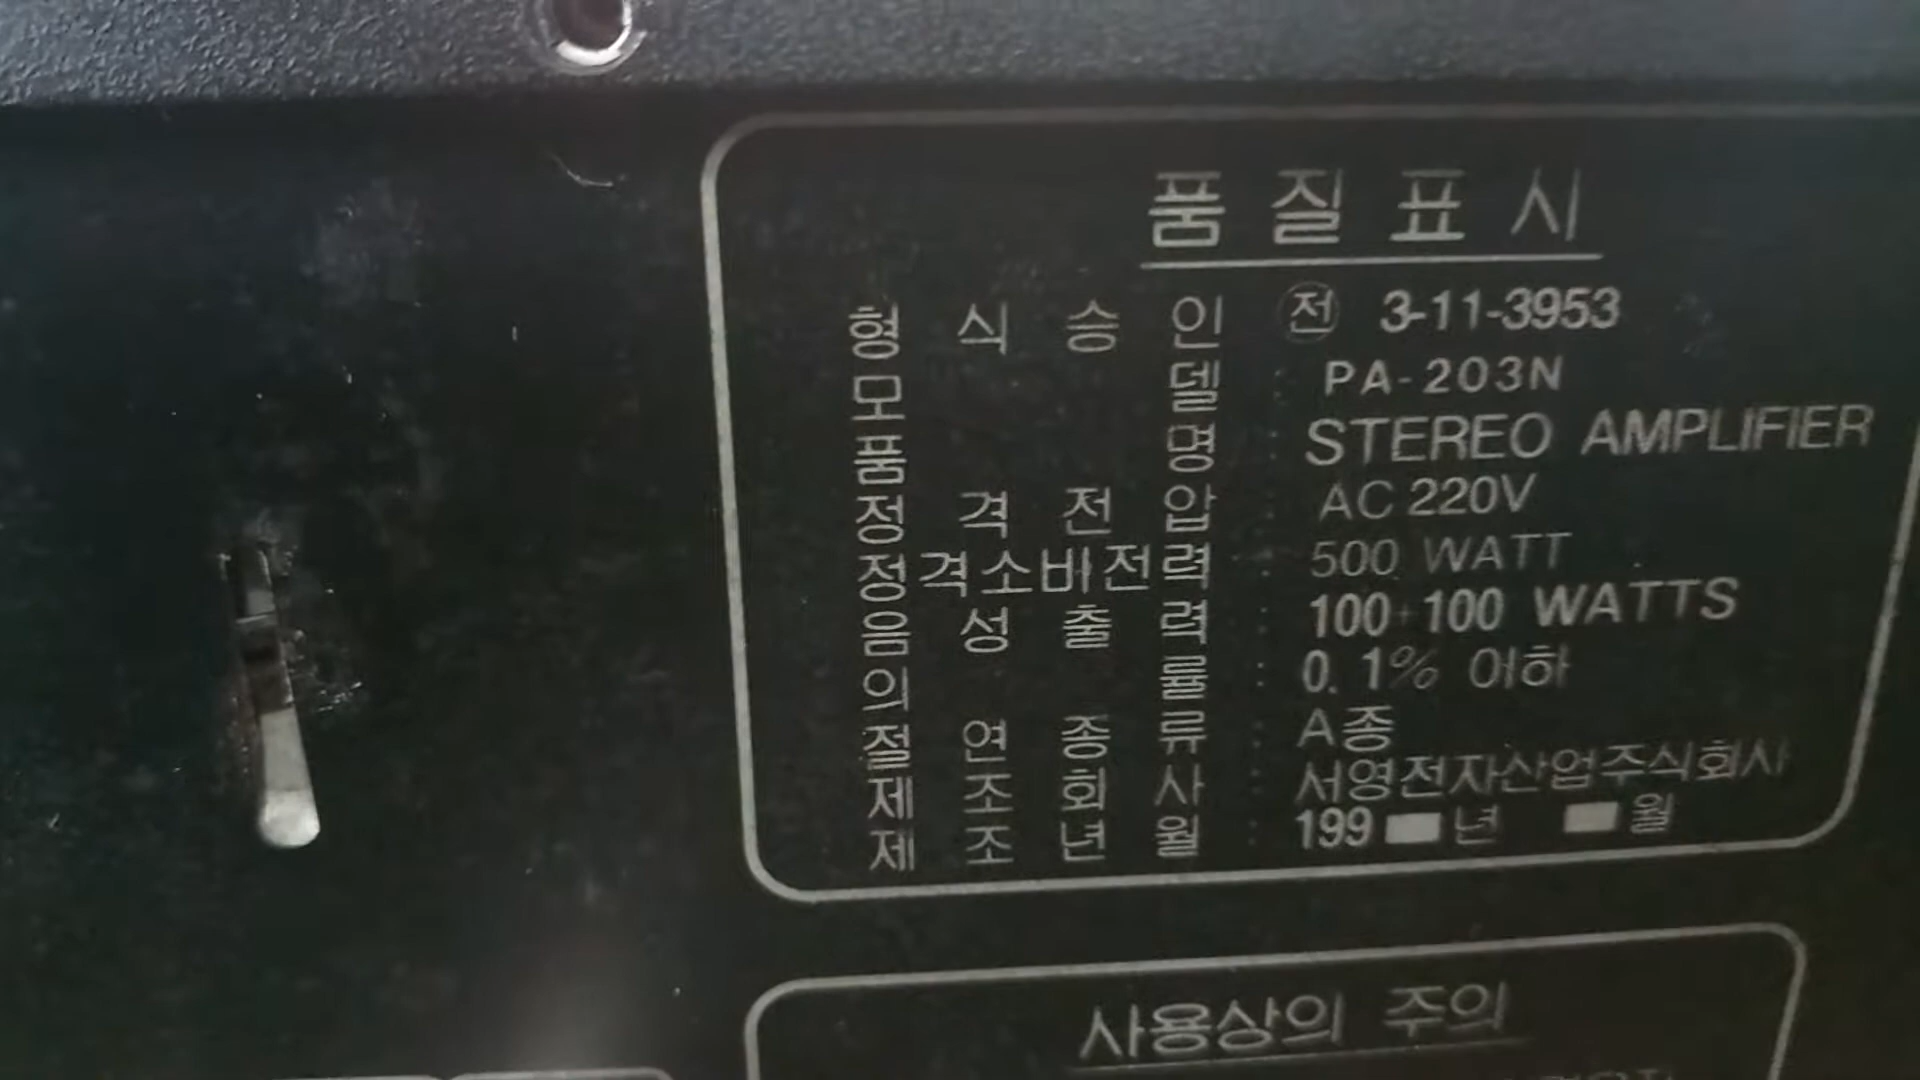 품질표시
형식승인 전 3-11-3953
모델 : PA-203N
품명 : STEREO AMPLIFIER
정격전압 : AC 220V
정격소비전력 : 500 WATT
음성출력 : 100+100 WATTS
의률 : 0.1% 이하
절연종류 : A종
제조회사 : 서영전자산업주식회사
제조년월 : 199 년 월
사용상의 주의